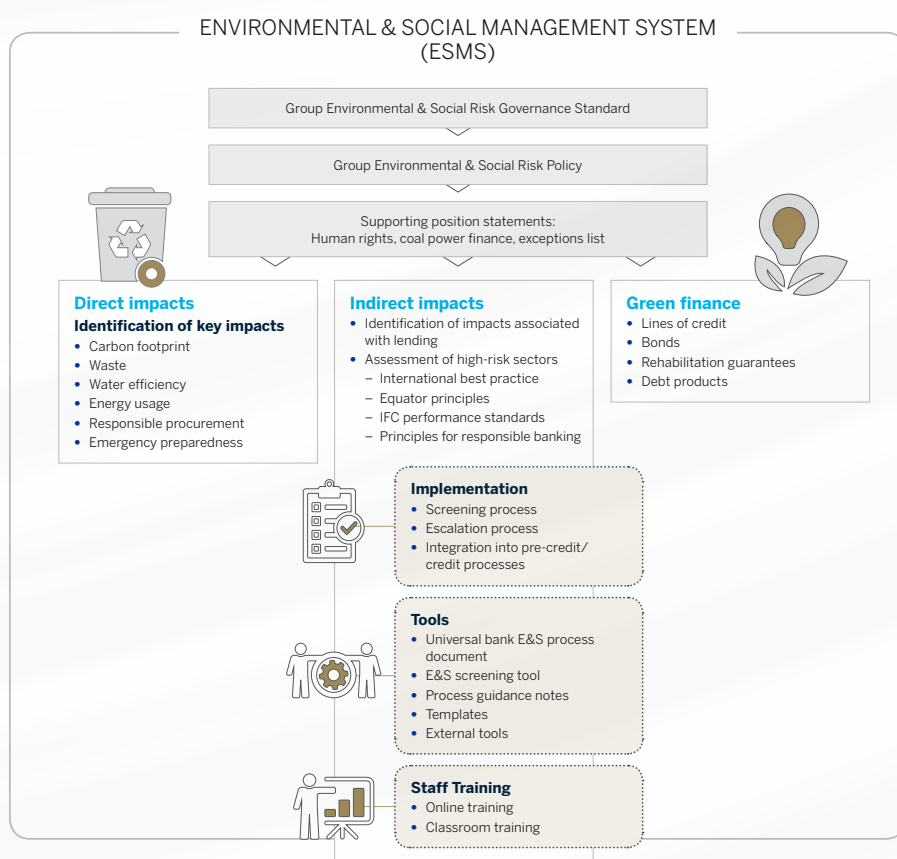 ENVIRONMENTAL & SOCIAL MANAGEMENT SYSTEM
(ESMS)
Group Environmental & Social Risk Governance Standard
Group Environmental & Social Risk Policy
Supporting position statements:
Human rights, coal power finance, exceptions list
Direct impacts
Identification of key impacts
• Carbon footprint
• Waste
• Water efficiency
• Energy usage
• Responsible procurement
• Emergency preparedness
Indirect impacts
• Identification of impacts associated
with lending
• Assessment of high-risk sectors
– International best practice
– Equator principles
– IFC performance standards
– Principles for responsible banking
Green finance
• Lines of credit
• Bonds
• Rehabilitation guarantees
• Debt products
Implementation
• Screening process
• Escalation process
• Integration into pre-credit/
credit processes
Tools
• Universal bank E&S process
document
• E&S screening tool
• Process guidance notes
• Templates
• External tools
Staff Training
• Online training
• Classroom training